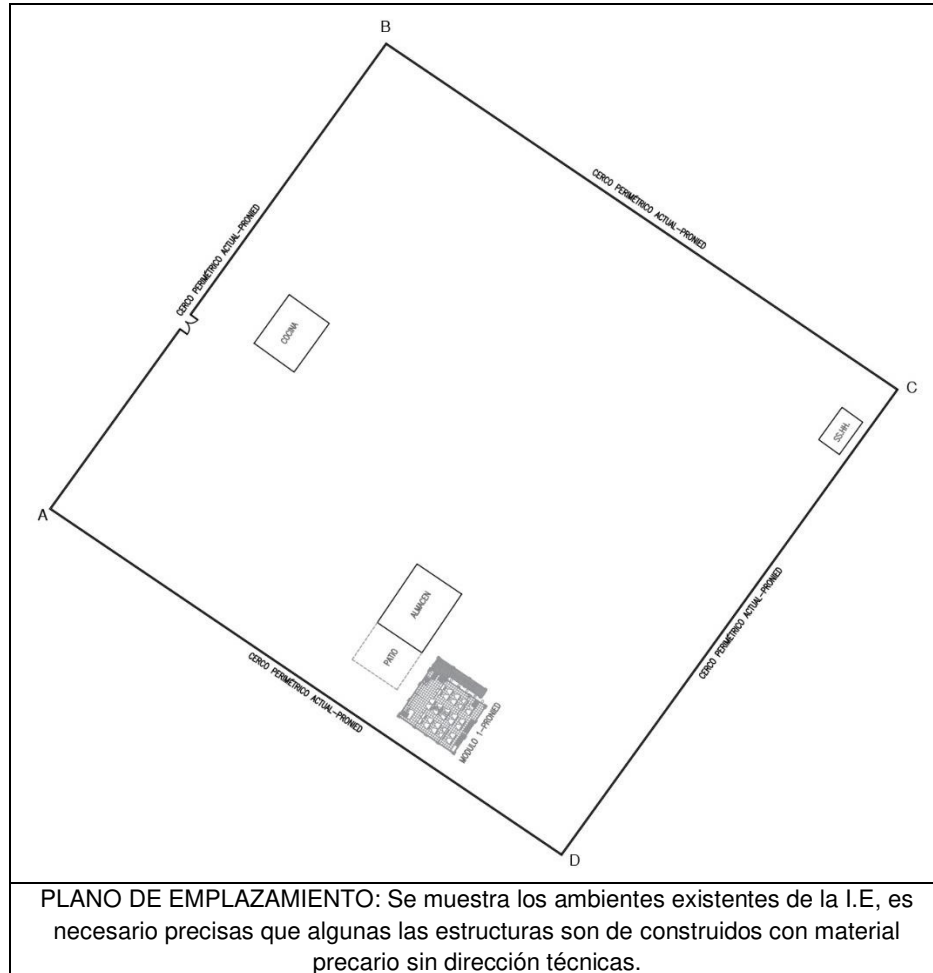 B
CERCO PERIMÉTRICO ACTUAL-PRONIED
CERCO PERIMÉTRICO ACTUAL-PRONIED
COCINA
C
SS.HH.
A
ALMACEN
PATIO
CERCO PERIMÉTRICO ACTUAL-PRONIED
CERCO PERIMÉTRICO ACTUAL-PRONIED
MODULO 1-PRONIED
D
PLANO DE EMPLAZAMIENTO: Se muestra los ambientes existentes de la I.E, es
necesario precisas que algunas las estructuras son de construidos con material
precario sin dirección técnicas.